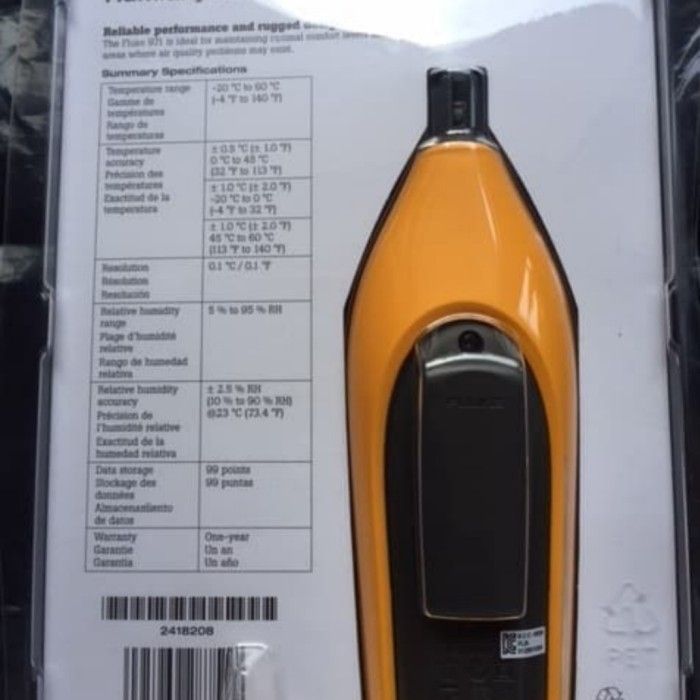 Reliable performance and rugged
The Fluke 971 is ideal for maintaining comfort levels
areas where air quality problems may exist.
Summary Specifications
Temperature range
Gamme de
températures
Rango de
temperaturas
-20 °C to 60 °C
(-4 °F to 140 °F)
Temperature
accuracy
Précision des
températures
Exactitud de la
temperatura
± 0.5 °C (± 1.0 °F)
0 °C to 45 °C
(32 °F to 113 °F)
± 1.0 °C (± 2.0 °F)
-20 °C to 0 °C
(-4 °F to 32 °F)
± 1.0 °C (± 2.0 °F)
45 °C to 60 °C
(113 °F to 140 °F)
Resolution
Résolution
Resolución
0.1 °C / 0.1 °F
Relative humidity
range
Plage d'humidité
relative
Rango de humedad
relativa
5 % to 95 % RH
Relative humidity
accuracy
Précision de
l'humidité relative
Exactitud de la
humedad relativa
± 2.5 % RH
(10 % to 90 % RH)
@23 °C (73.4 °F)
Data storage
Stockage des
données
Almacenamiento
de datos
99 points
99 puntas
Warranty
Garantie
Garantía
One-year
Un an
Un año
2418208
FLUKE
PET